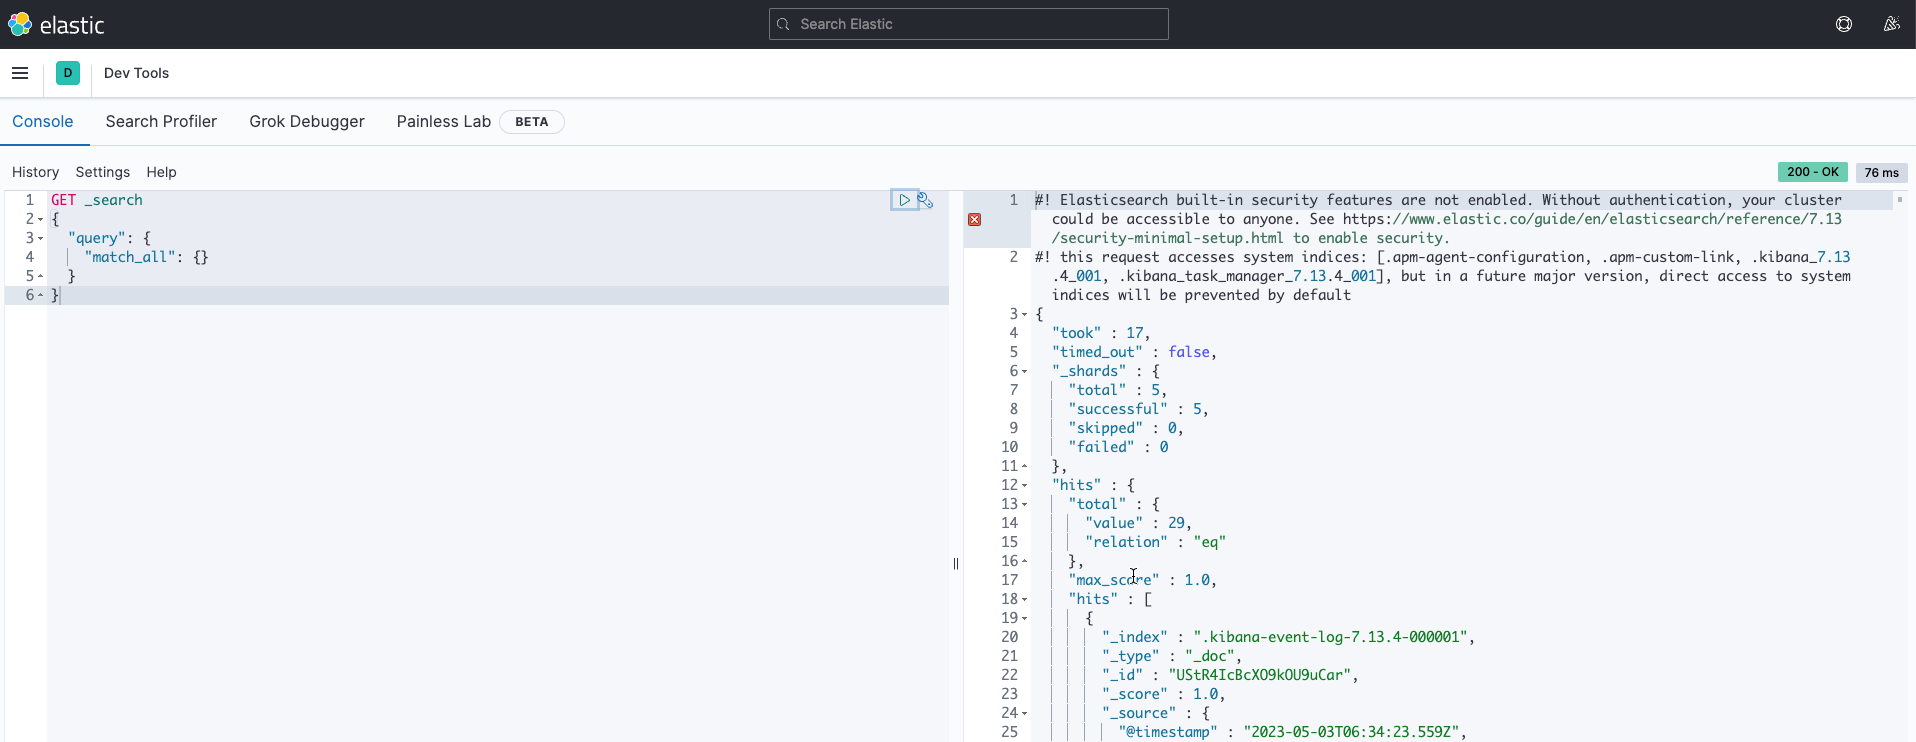 elastic
Search Elastic
D
Dev Tools
Console
Search Profiler
Grok Debugger
Painless Lab
BETA
History
Settings
Help
200 - OK
76 ms
1 GET _search
2 {
3 "query": {
4 "match_all": {}
5 }
6 }
1 #! Elasticsearch built-in security features are not enabled. Without authentication, your cluster
could be accessible to anyone. See https://www.elastic.co/guide/en/elasticsearch/reference/7.13
/security-minimal-setup.html to enable security.
2 #! this request accesses system indices: [.apm-agent-configuration, .apm-custom-link, .kibana_7.13
.4_001, .kibana_task_manager_7.13.4_001], but in a future major version, direct access to system
indices will be prevented by default
3 {
4 "took" : 17,
5 "timed_out" : false,
6 "_shards" : {
7 "total" : 5,
8 "successful" : 5,
9 "skipped" : 0,
10 "failed" : 0
11 },
12 "hits" : {
13 "total" : {
14 "value" : 29,
15 "relation" : "eq"
16 },
17 "max_score" : 1.0,
18 "hits" : [
19 {
20 "_index" : ".kibana-event-log-7.13.4-000001",
21 "_type" : "_doc",
22 "_id" : "UStR4IcBcXO9kOU9uCar",
23 "_score" : 1.0,
24 "_source" : {
25 "@timestamp" : "2023-05-03T06:34:23.559Z",